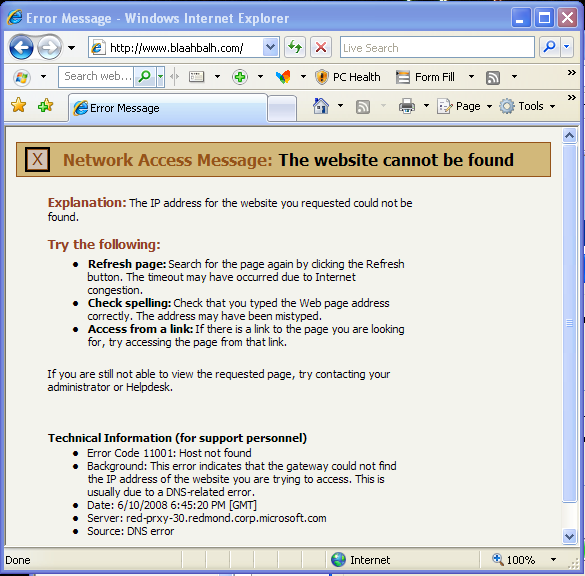 Error Message - Windows Internet Explorer
http://www.blaahbalh.com/
Live Search
Search web...
PC Health
Form Fill
Error Message
Page
Tools
X Network Access Message: The website cannot be found
Explanation: The IP address for the website you requested could not be
found.
Try the following:
• Refresh page: Search for the page again by clicking the Refresh
button. The timeout may have occurred due to Internet
congestion.
• Check spelling: Check that you typed the Web page address
correctly. The address may have been mistyped.
• Access from a link: If there is a link to the page you are looking
for, try accessing the page from that link.
If you are still not able to view the requested page, try contacting your
administrator or Helpdesk.
Technical Information (for support personnel)
• Error Code 11001: Host not found
• Background: This error indicates that the gateway could not find
the IP address of the website you are trying to access. This is
usually due to a DNS-related error.
• Date: 6/10/2008 6:45:20 PM [GMT]
• Server: red-prxy-30.redmond.corp.microsoft.com
• Source: DNS error
Done
Internet
100%